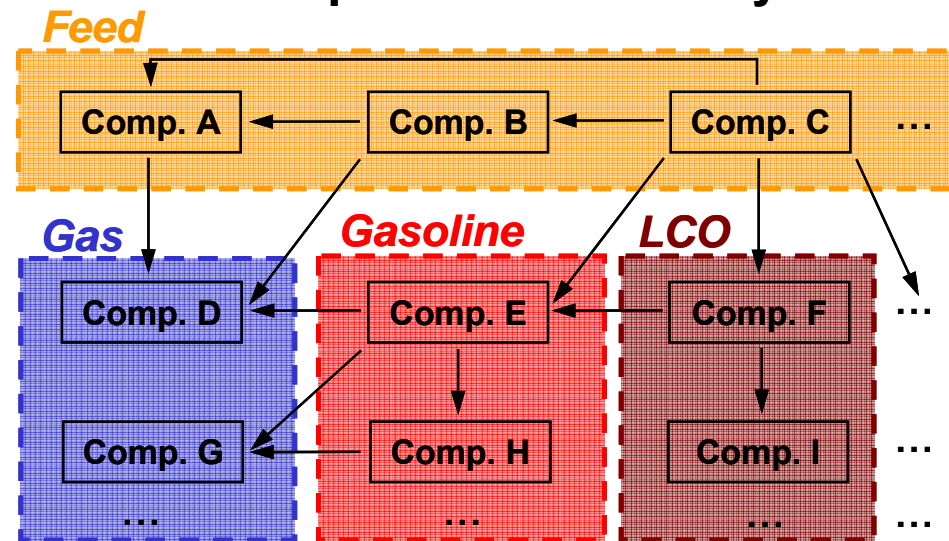 Feed
Comp. A Comp. B Comp. C ...
Gas Gasoline LCO
Comp. D Comp. E Comp. F ...
Comp. G Comp. H Comp. I ...
... ... ... ...